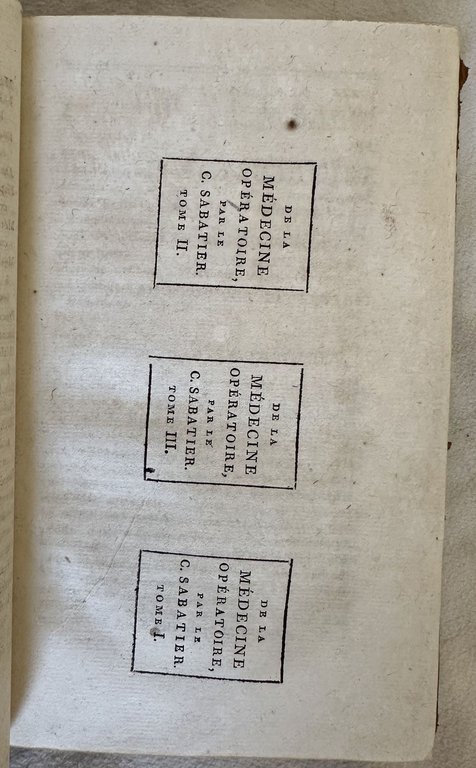 DE LA
MÉDECINE
OPÉRATOIRE,
PAR LE
C. SABATIER.
TOME II.
DE LA
MÉDECINE
OPÉRATOIRE,
PAR LE
C. SABATIER.
TOME III.
DE LA
MÉDECINE
OPÉRATOIRE,
PAR LE
C. SABATIER.
TOME I.